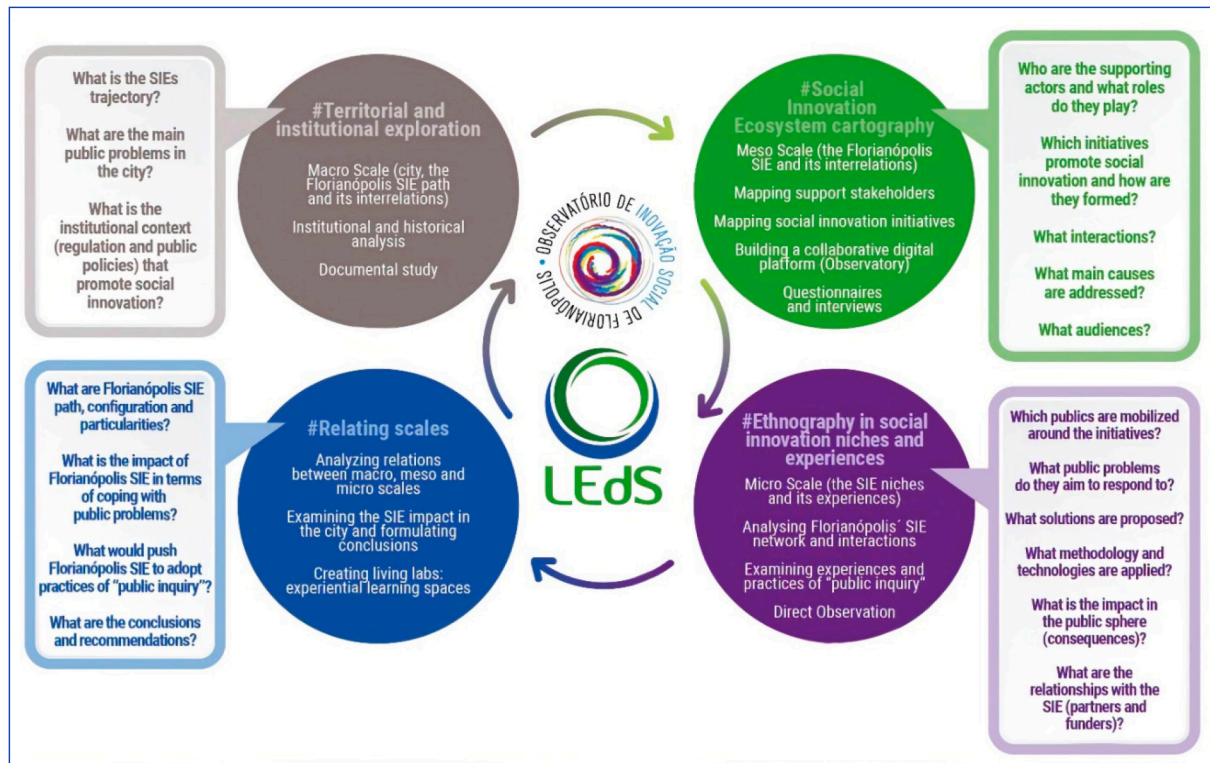 What is the SIEs
trajectory?
What are the main
public problems in
the city?
What is the
institutional context
(regulation and public
policies) that
promote social
innovation?
#Territorial and
institutional exploration
Macro Scale (city, the
Florianópolis SIE path
and its interrelations)
Institutional and historical
analysis
Documental study
OBSERVATÓRIO DE INOVAÇÃO SOCIAL DE FLORIANÓPOLIS
#Social
Innovation
Ecosystem cartography
Meso Scale (the Florianópolis
SIE and its interrelations)
Mapping support stakeholders
Mapping social innovation initiatives
Building a collaborative digital
platform (Observatory)
Questionnaires
and interviews
Who are the supporting
actors and what roles
do they play?
Which initiatives
promote social
innovation and how are
they formed?
What interactions?
What main causes
are addressed?
What audiences?
What are Florianópolis SIE
path, configuration and
particularities?
What is the impact of
Florianópolis SIE in terms
of coping with
public problems?
What would push
Florianópolis SIE to adopt
practices of “public inquiry”?
What are the conclusions
and recommendations?
#Relating scales
Analyzing relations
between macro, meso and
micro scales
Examining the SIE impact in
the city and formulating
conclusions
Creating living labs:
experiential learning spaces
LEdS
#Ethnography in social
innovation niches and
experiences
Micro Scale (the SIE niches
and its experiences)
Analysing Florianópolis´ SIE
network and interactions
Examining experiences and
practices of “public inquiry“
Direct Observation
Which publics are mobilized
around the initiatives?
What public problems
do they aim to respond to?
What solutions are proposed?
What methodology and
technologies are applied?
What is the impact in
the public sphere
(consequences)?
What are the
relationships with the
SIE (partners and
funders)?